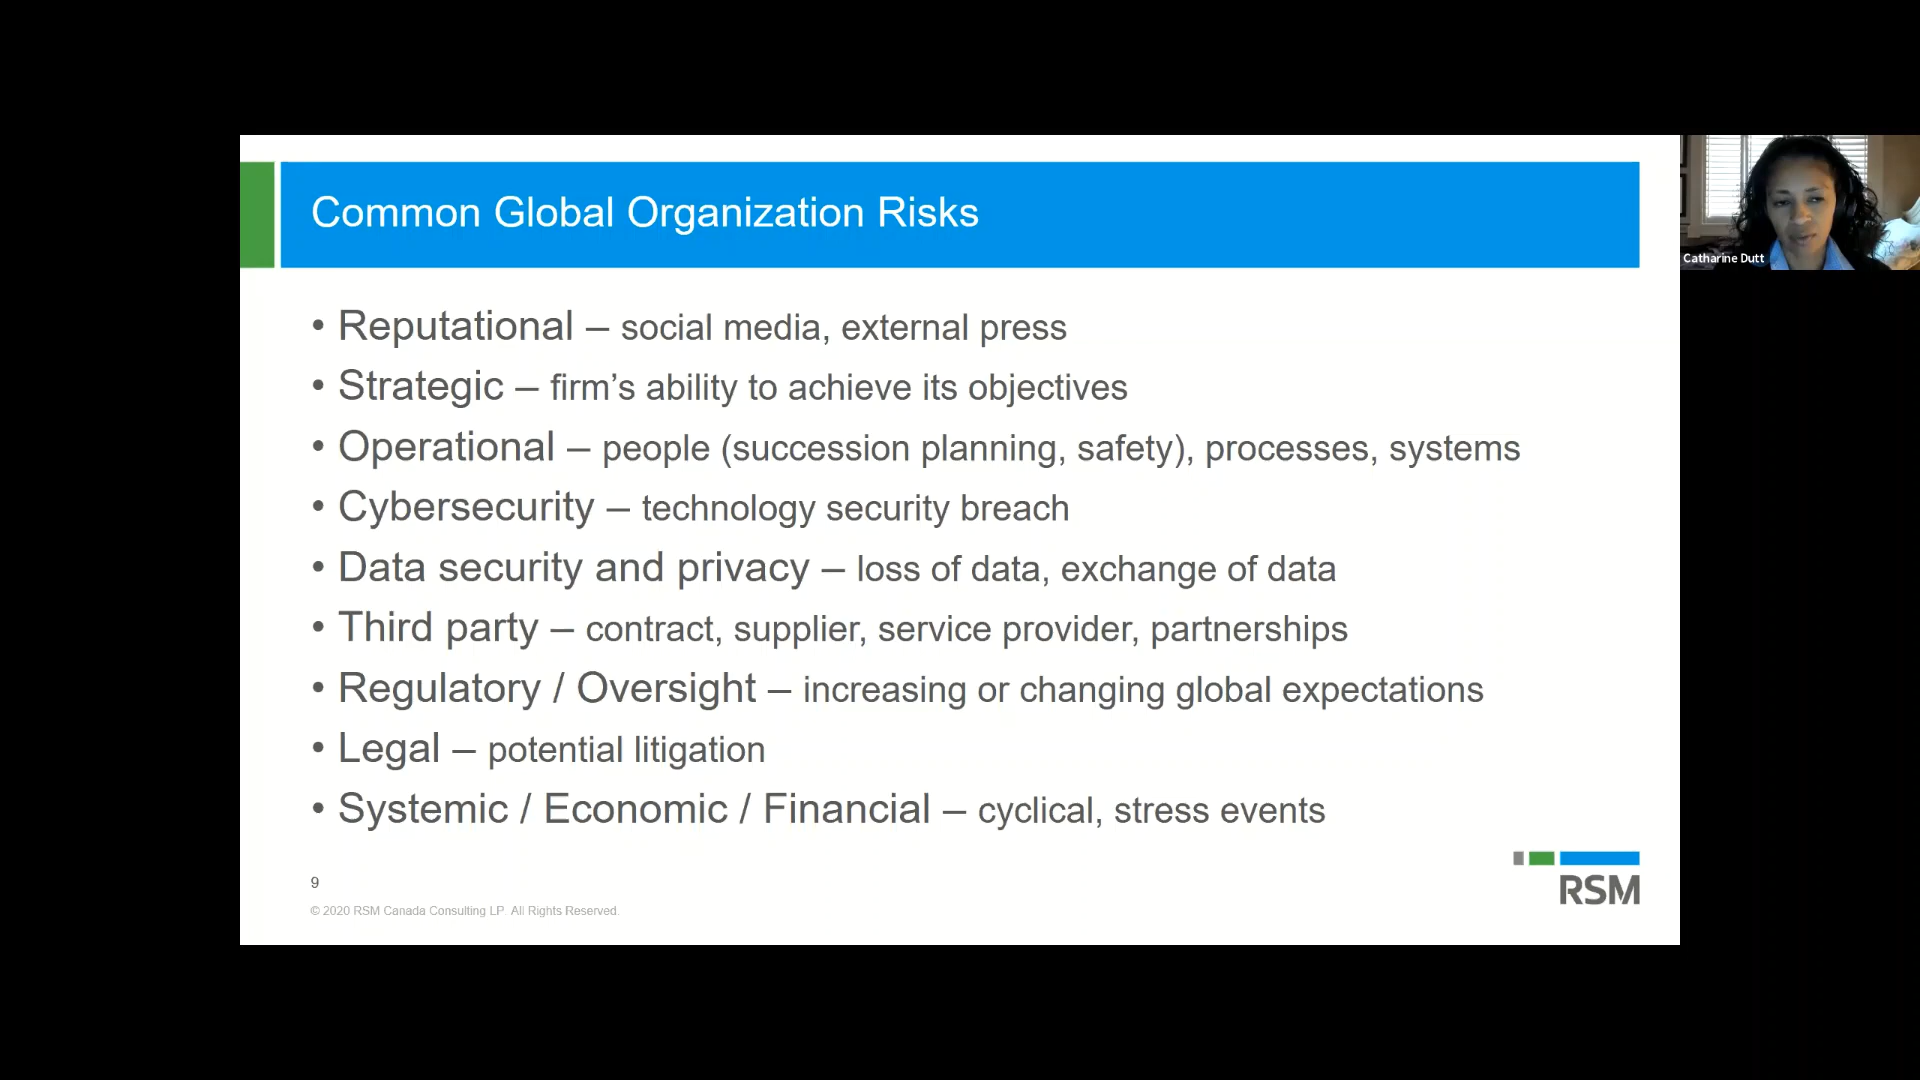 Common Global Organization Risks
Catharine Dutt
• Reputational – social media, external press
• Strategic – firm’s ability to achieve its objectives
• Operational – people (succession planning, safety), processes, systems
• Cybersecurity – technology security breach
• Data security and privacy – loss of data, exchange of data
• Third party – contract, supplier, service provider, partnerships
• Regulatory / Oversight – increasing or changing global expectations
• Legal – potential litigation
• Systemic / Economic / Financial – cyclical, stress events
9
© 2020 RSM Canada Consulting LP. All Rights Reserved.
RSM